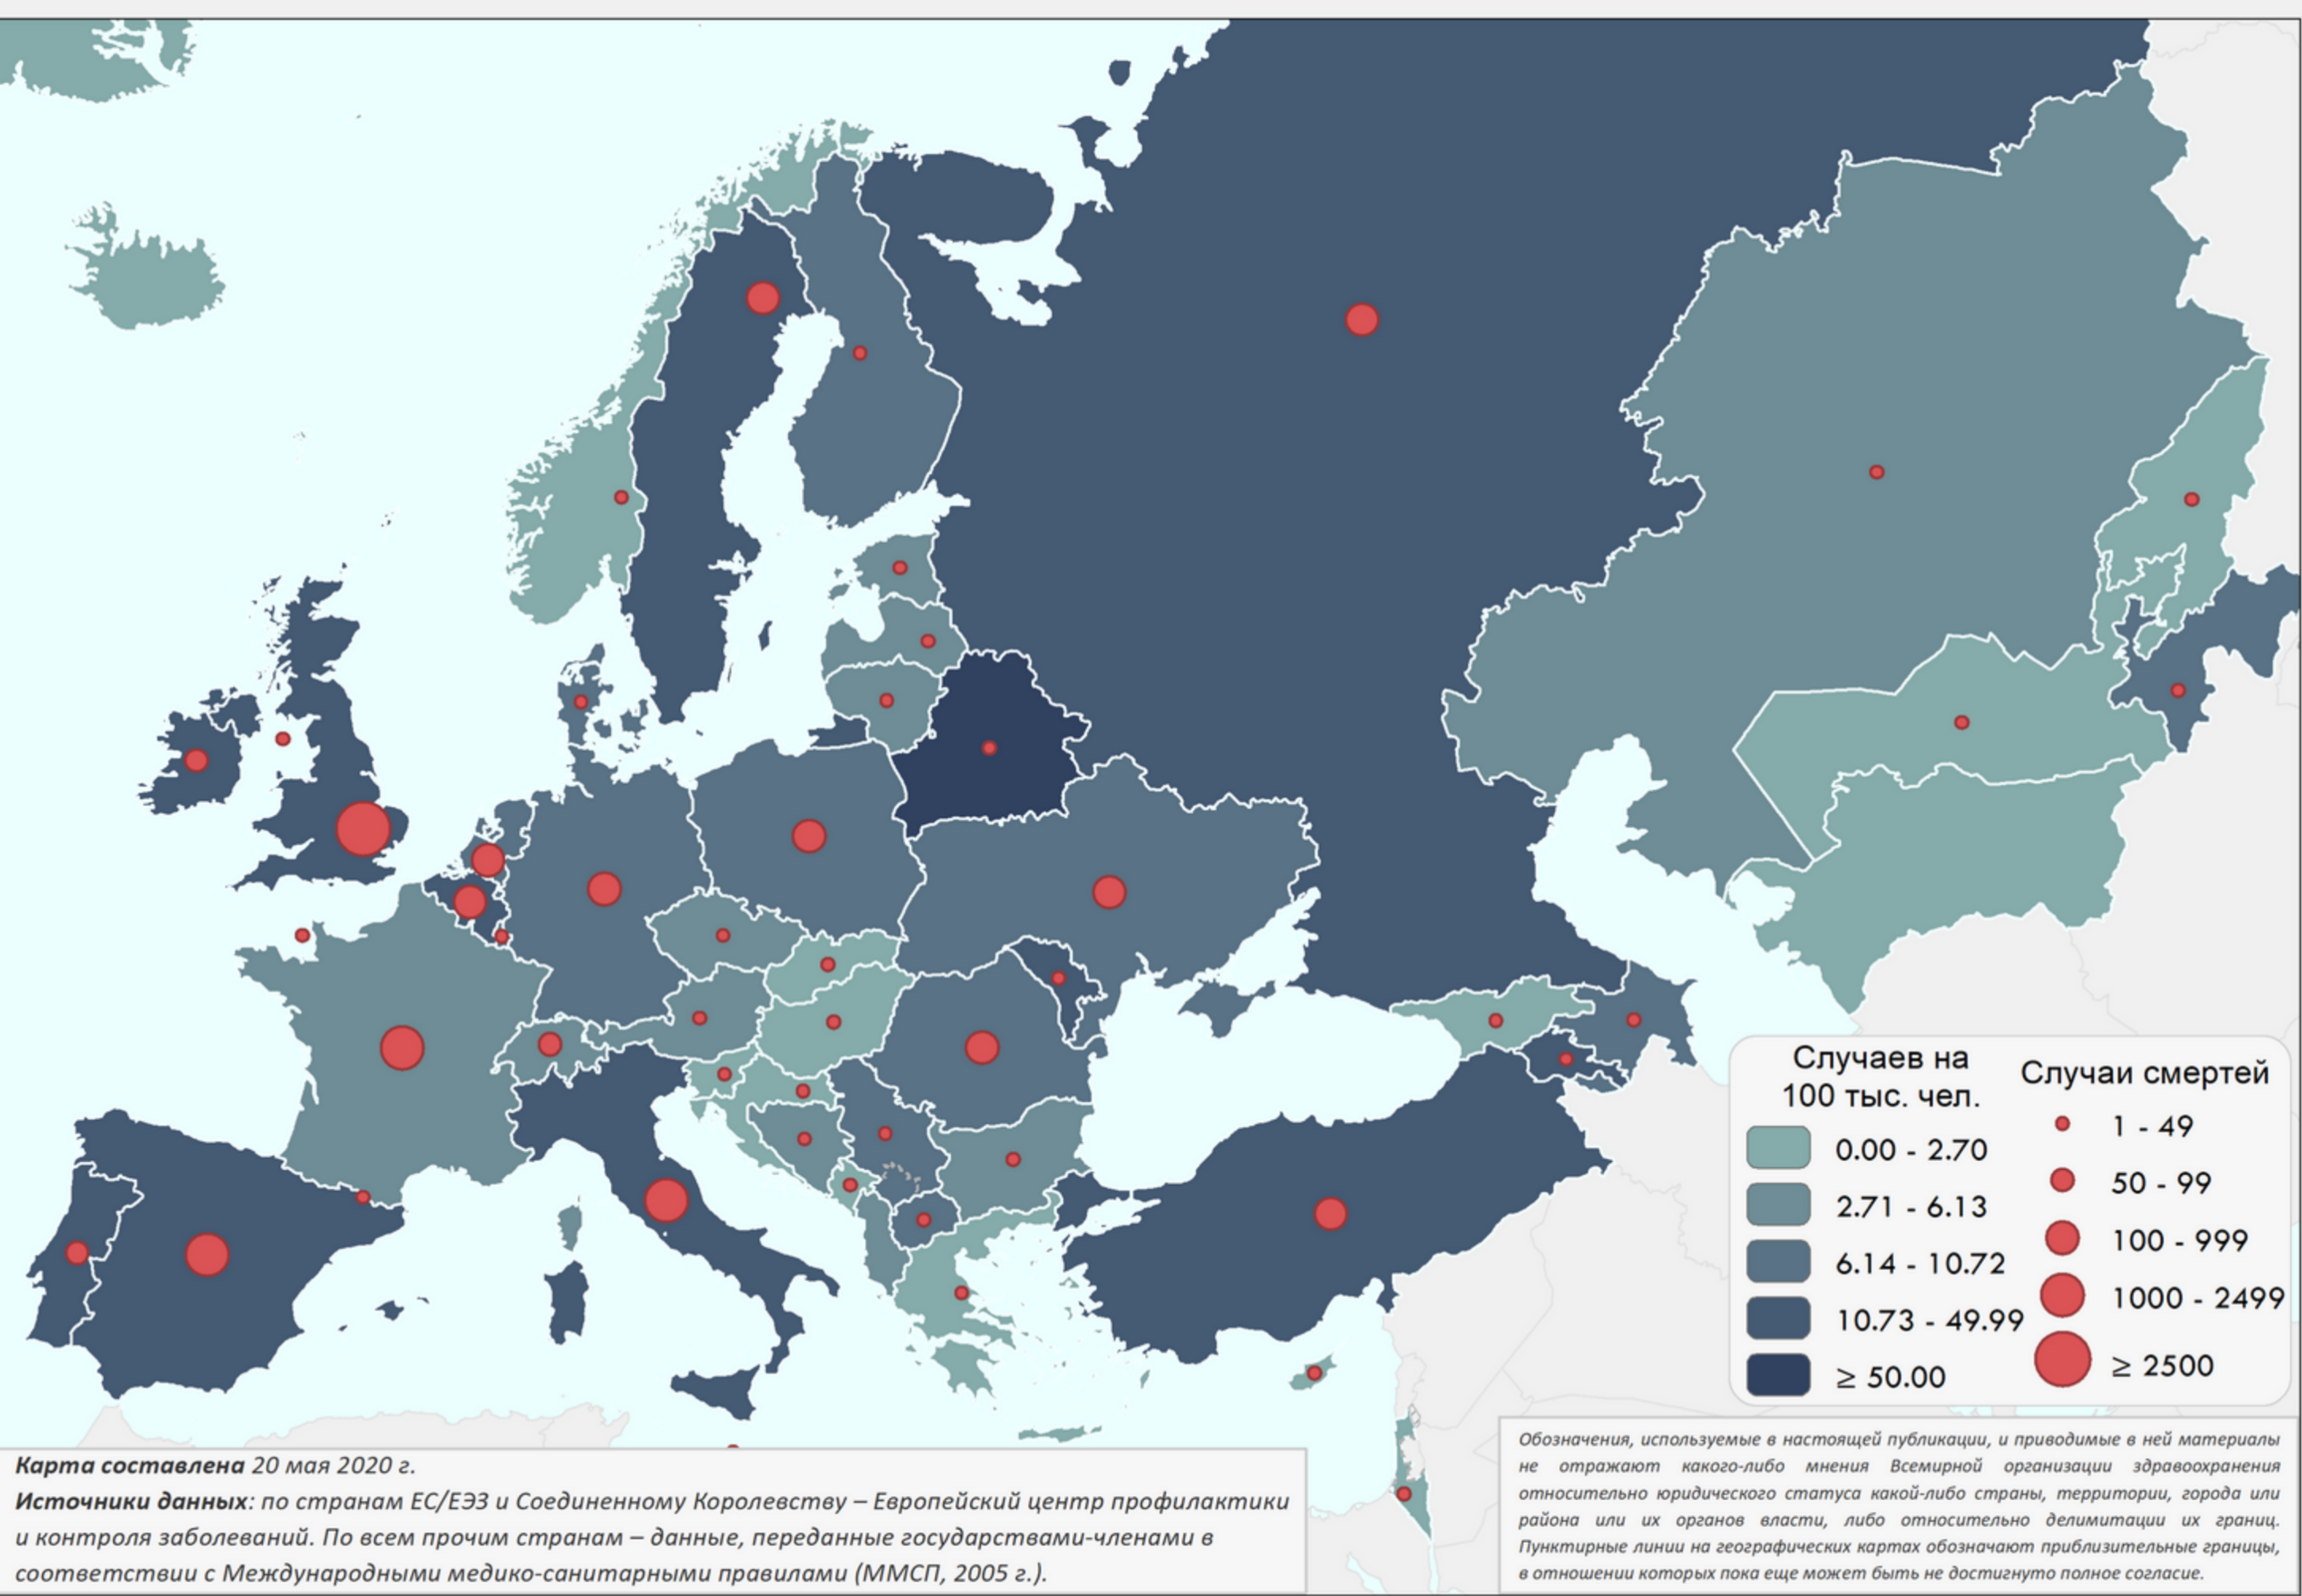 Случаев на
100 тыс. чел.
0.00 - 2.70
2.71 - 6.13
6.14 - 10.72
10.73 - 49.99
≥ 50.00
Случаи смертей
1 - 49
50 - 99
100 - 999
1000 - 2499
≥ 2500
Карта составлена 20 мая 2020 г.
Источники данных: по странам ЕС/ЕЭЗ и Соединенному Королевству – Европейский центр профилактики
и контроля заболеваний. По всем прочим странам – данные, переданные государствами-членами в
соответствии с Международными медико-санитарными правилами (ММСП, 2005 г.).
Обозначения, используемые в настоящей публикации, и приводимые в ней материалы
не отражают какого-либо мнения Всемирной организации здравоохранения
относительно юридического статуса какой-либо страны, территории, города или
района или их органов власти, либо относительно делимитации их границ.
Пунктирные линии на географических картах обозначают приблизительные границы,
в отношении которых пока еще может быть не достигнуто полное согласие.